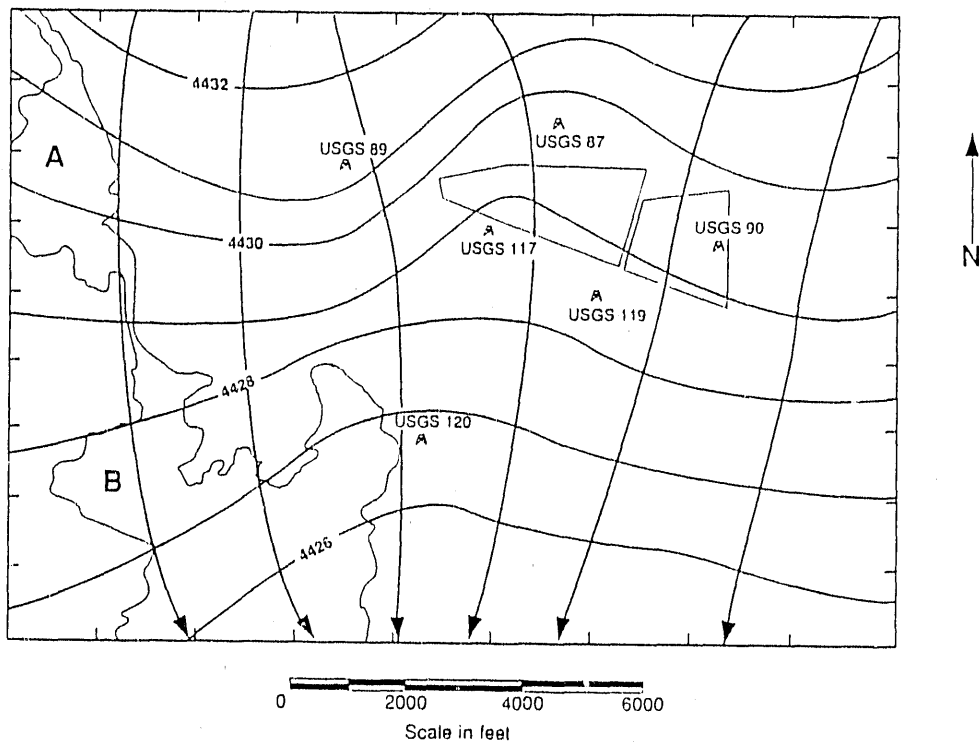 4432
A
USGS 89
USGS 87
4430
USGS 117
USGS 90
N
USGS 119
4428
USGS 120
B
4426
0 2000 4000 6000
Scale in feet